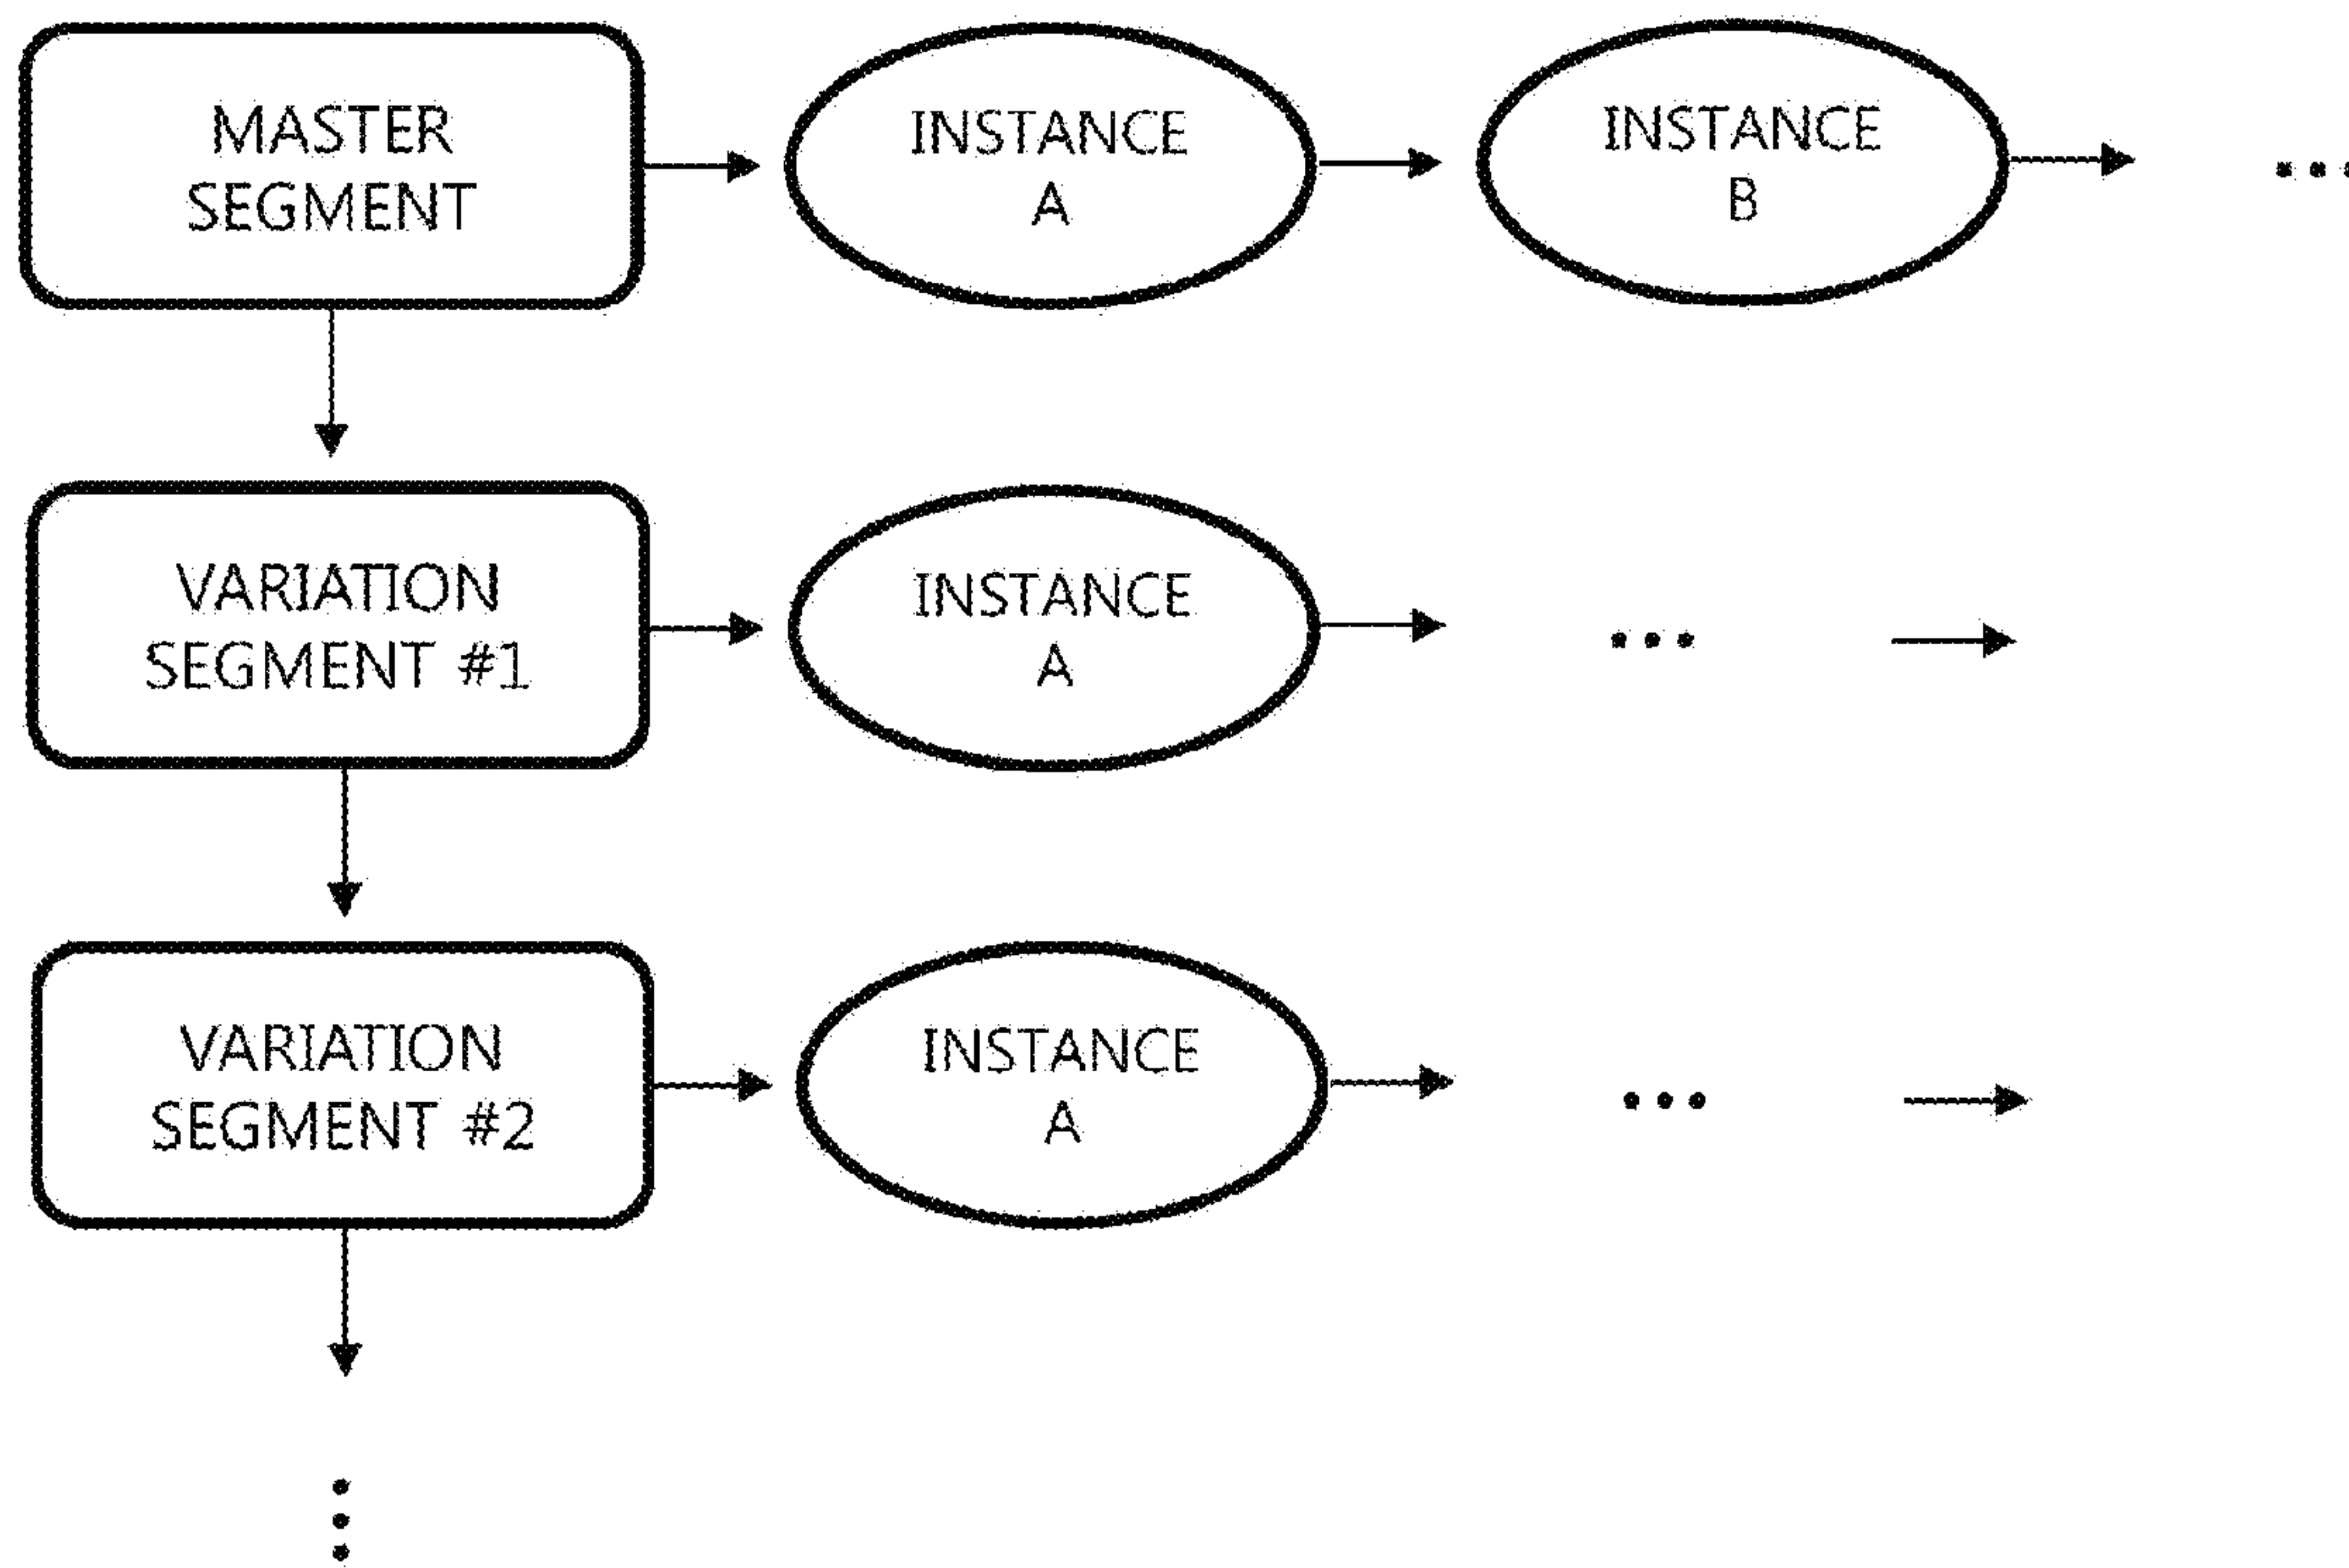 MASTER
SEGMENT
INSTANCE
A
INSTANCE
B
...
VARIATION
SEGMENT #1
INSTANCE
A
...
VARIATION
SEGMENT #2
INSTANCE
A
...